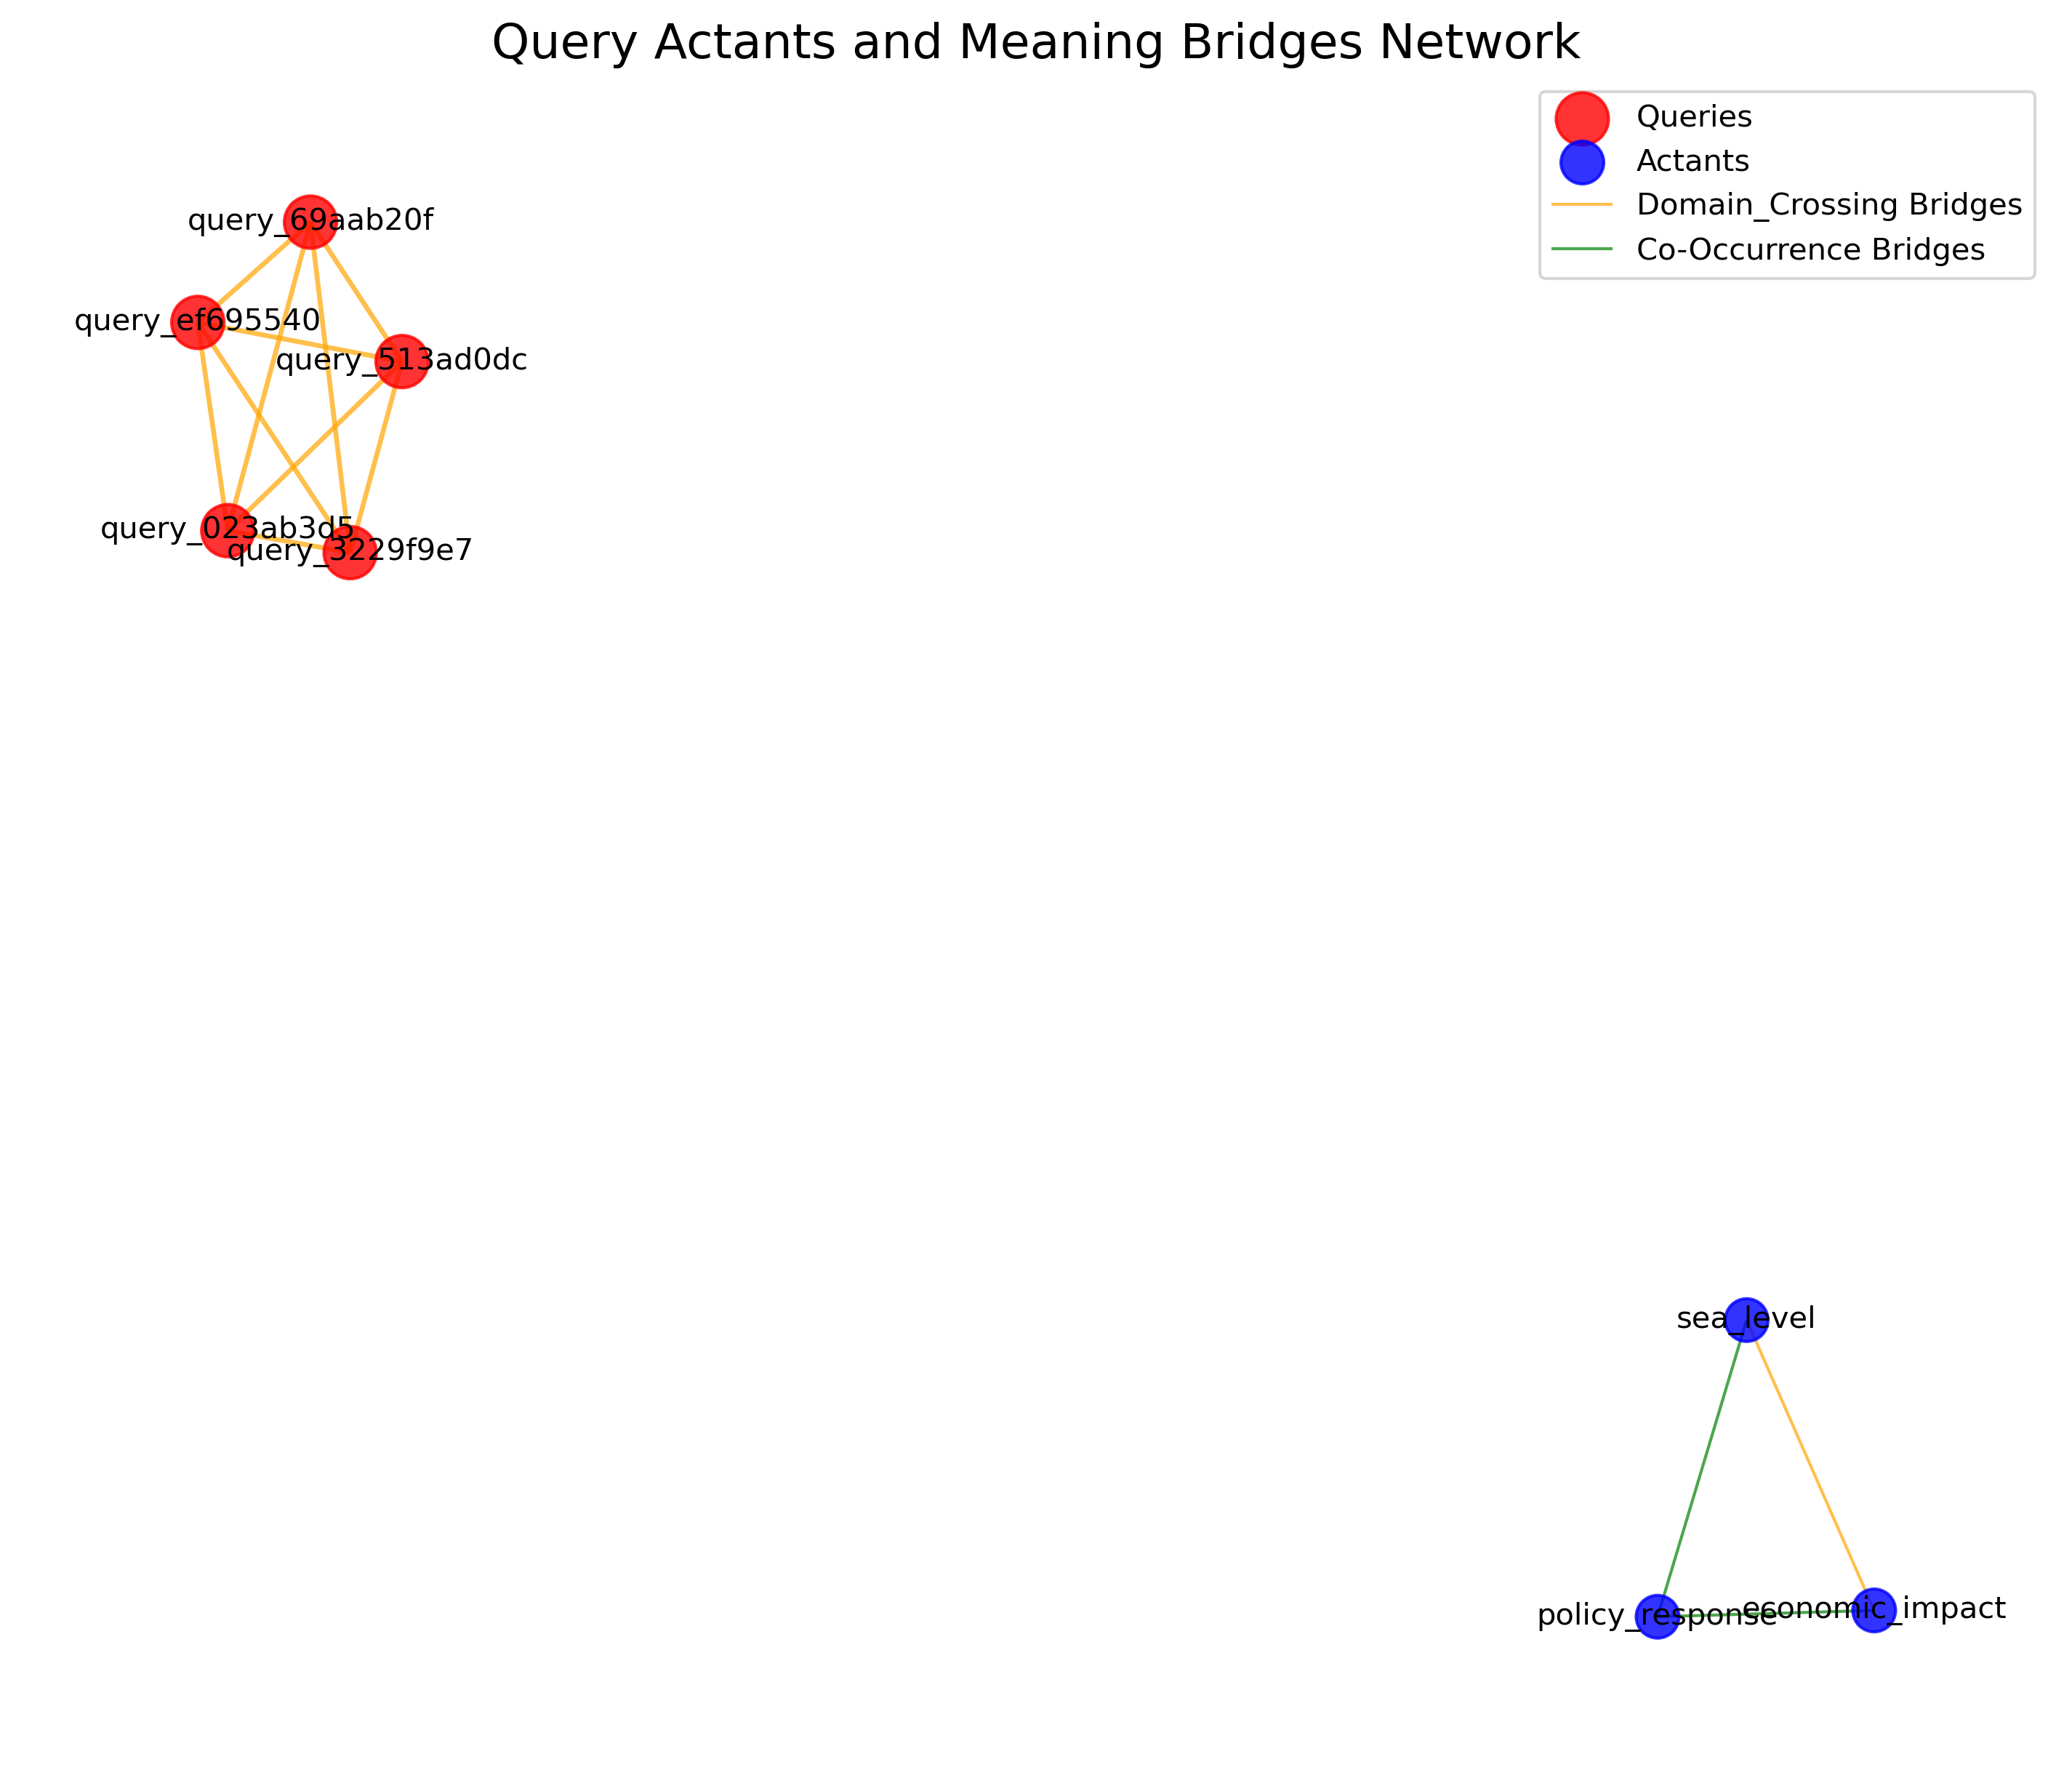 Query Actants and Meaning Bridges Network
Queries
Actants
Domain_Crossing Bridges
Co-Occurrence Bridges
query_69aab20f
query_ef695540
query_513ad0dc
query_023ab3d5
query_3229f9e7
sea_level
policy_response
economic_impact